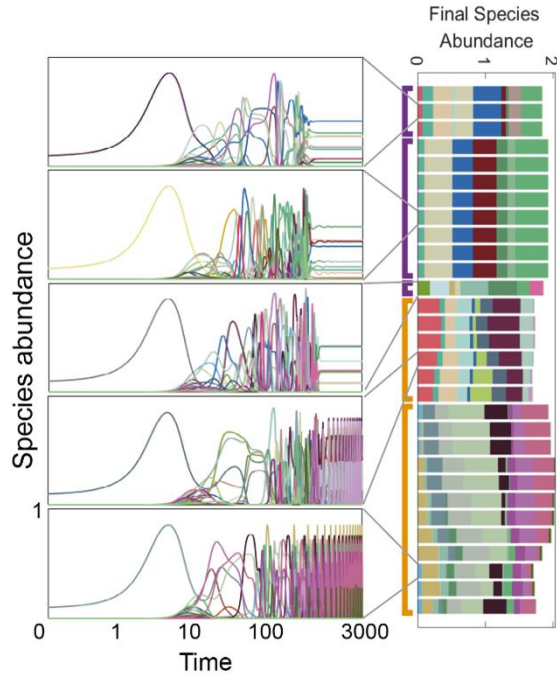 Final Species
Abundance
0 1 2
Species abundance
1
0 1 10 100 3000
Time